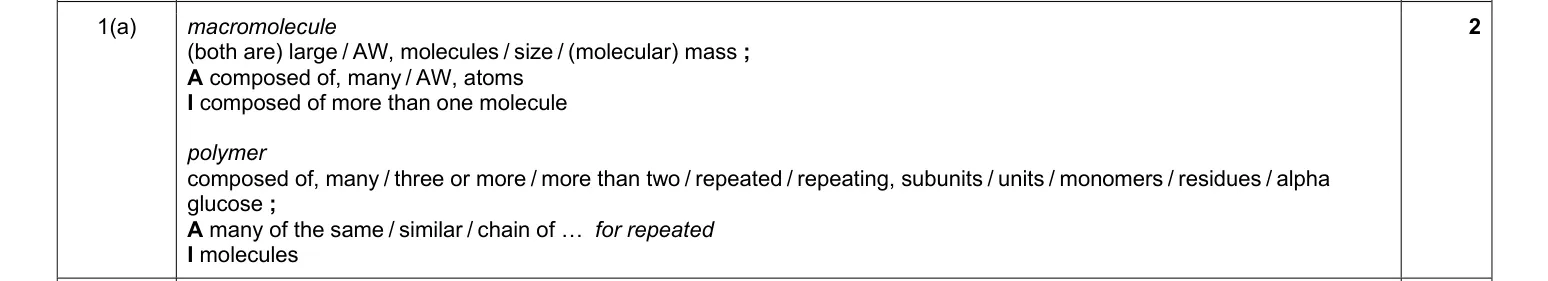 1(a)
macromolecule
(both are) large / AW, molecules / size / (molecular) mass ;
A composed of, many / AW, atoms
I composed of more than one molecule
polymer
composed of, many / three or more / more than two / repeated / repeating, subunits / units / monomers / residues / alpha
glucose ;
A many of the same / similar / chain of … for repeated
I molecules
2